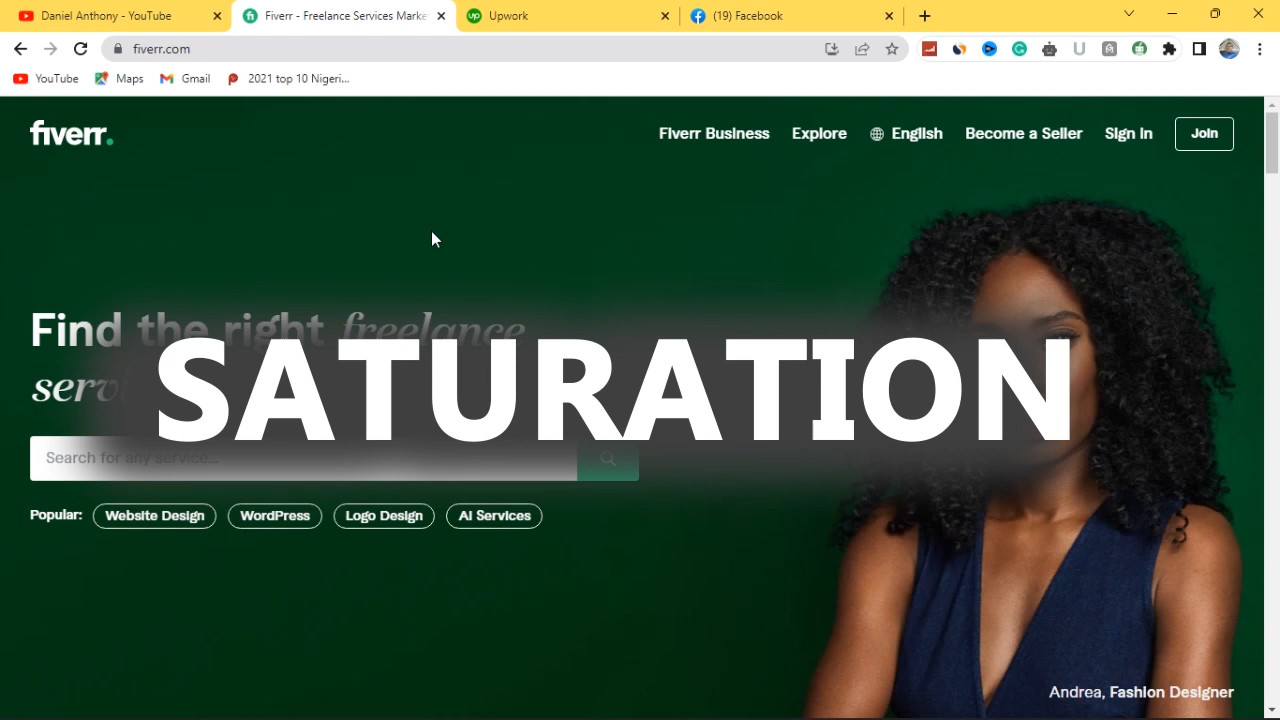 Daniel Anthony - YouTube
Fiverr - Freelance Services Marke
Upwork
(19) Facebook
fiverr.com
YouTube
Maps
Gmail
2021 top 10 Nigeri...
fiverr.
Fiverr Business
Explore
English
Become a Seller
Sign In
Join
Find the right freelance
serv
SATURATION
Search for any service...
Popular:
Website Design
WordPress
Logo Design
AI Services
Andrea, Fashion Designer